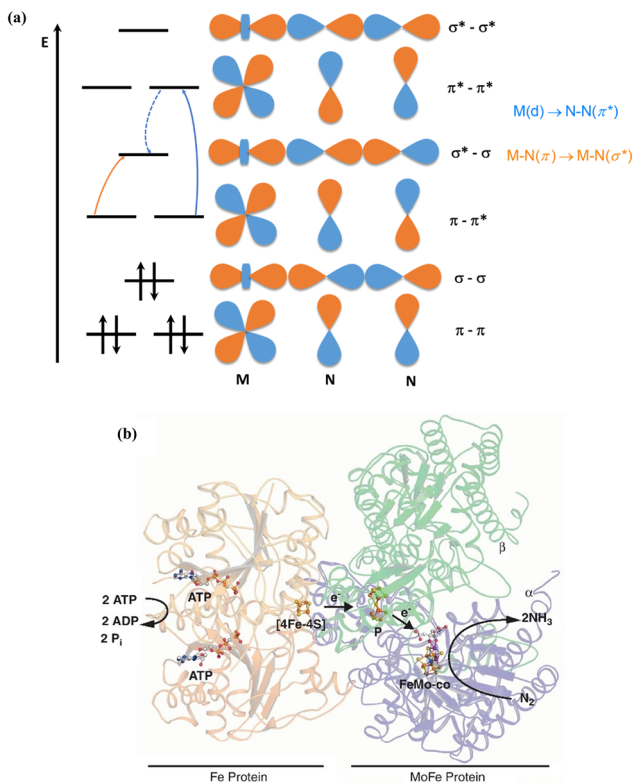 (a)
E
σ* - σ*
π* - π*
M(d) → N-N(π*)
σ* - σ
M-N(π) → M-N(σ*)
π - π*
σ - σ
π - π
M N N
(b)
β
α
2 ATP
ATP
e-
2 ADP
[4Fe-4S]
P
e-
2NH3
2 Pi
ATP
FeMo-co
N2
Fe Protein
MoFe Protein